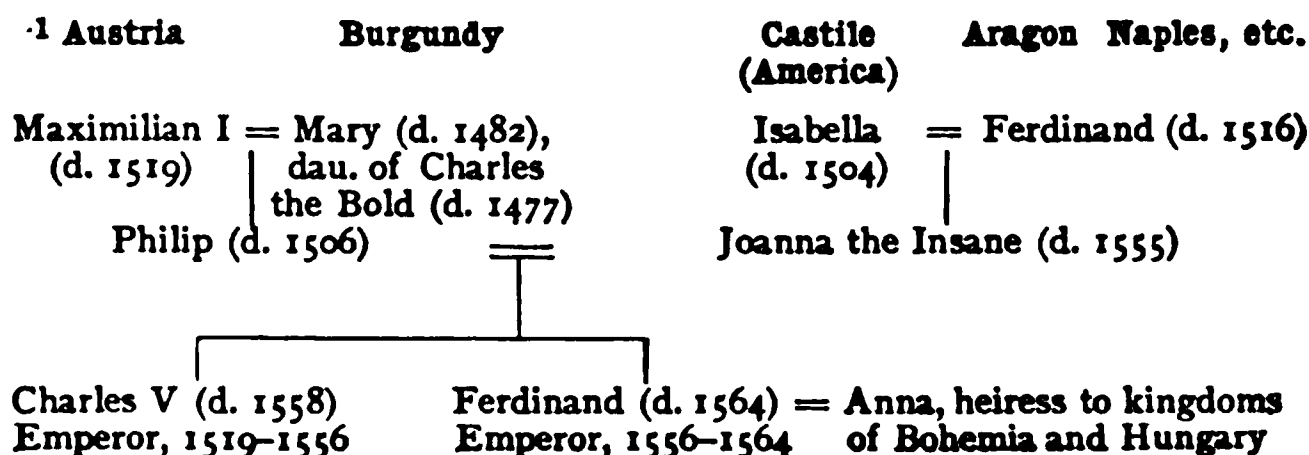 ·1 Austria Burgundy Castile Aragon Naples, etc.
(America)
Maximilian I = Mary (d. 1482), Isabella = Ferdinand (d. 1516)
(d. 1519) dau. of Charles (d. 1504)
the Bold (d. 1477)
Philip (d. 1506) Joanna the Insane (d. 1555)
Charles V (d. 1558) Ferdinand (d. 1564) = Anna, heiress to kingdoms
Emperor, 1519–1556 Emperor, 1556–1564 of Bohemia and Hungary